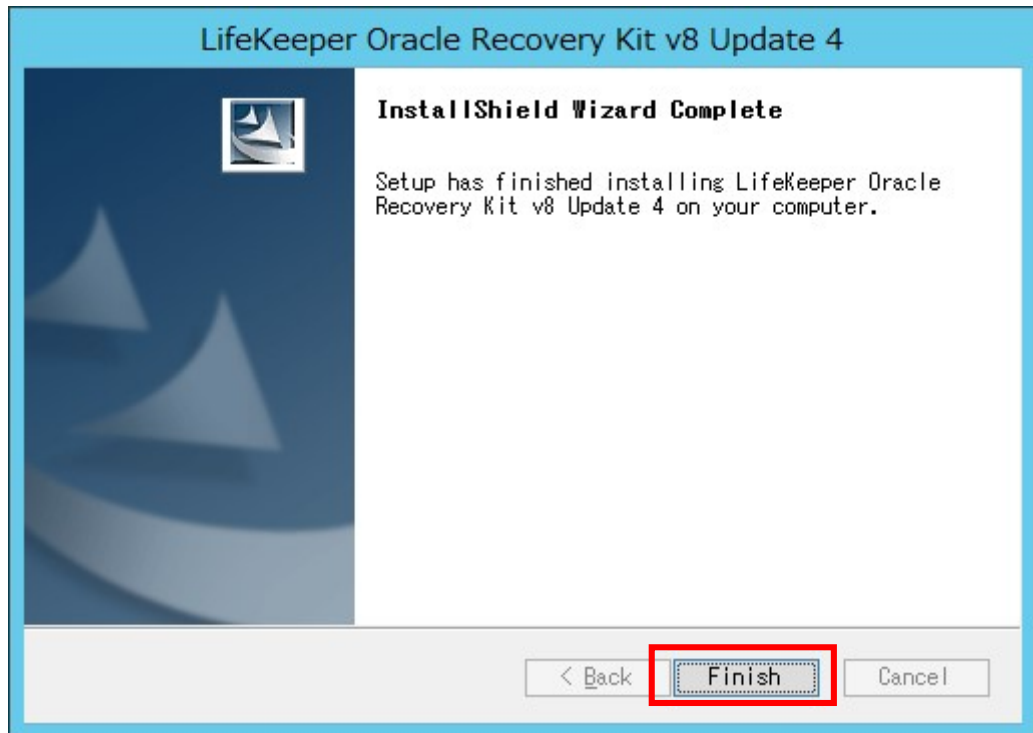 LifeKeeper Oracle Recovery Kit v8 Update 4
InstallShield Wizard Complete
Setup has finished installing LifeKeeper Oracle
Recovery Kit v8 Update 4 on your computer.
< Back
Finish
Cancel